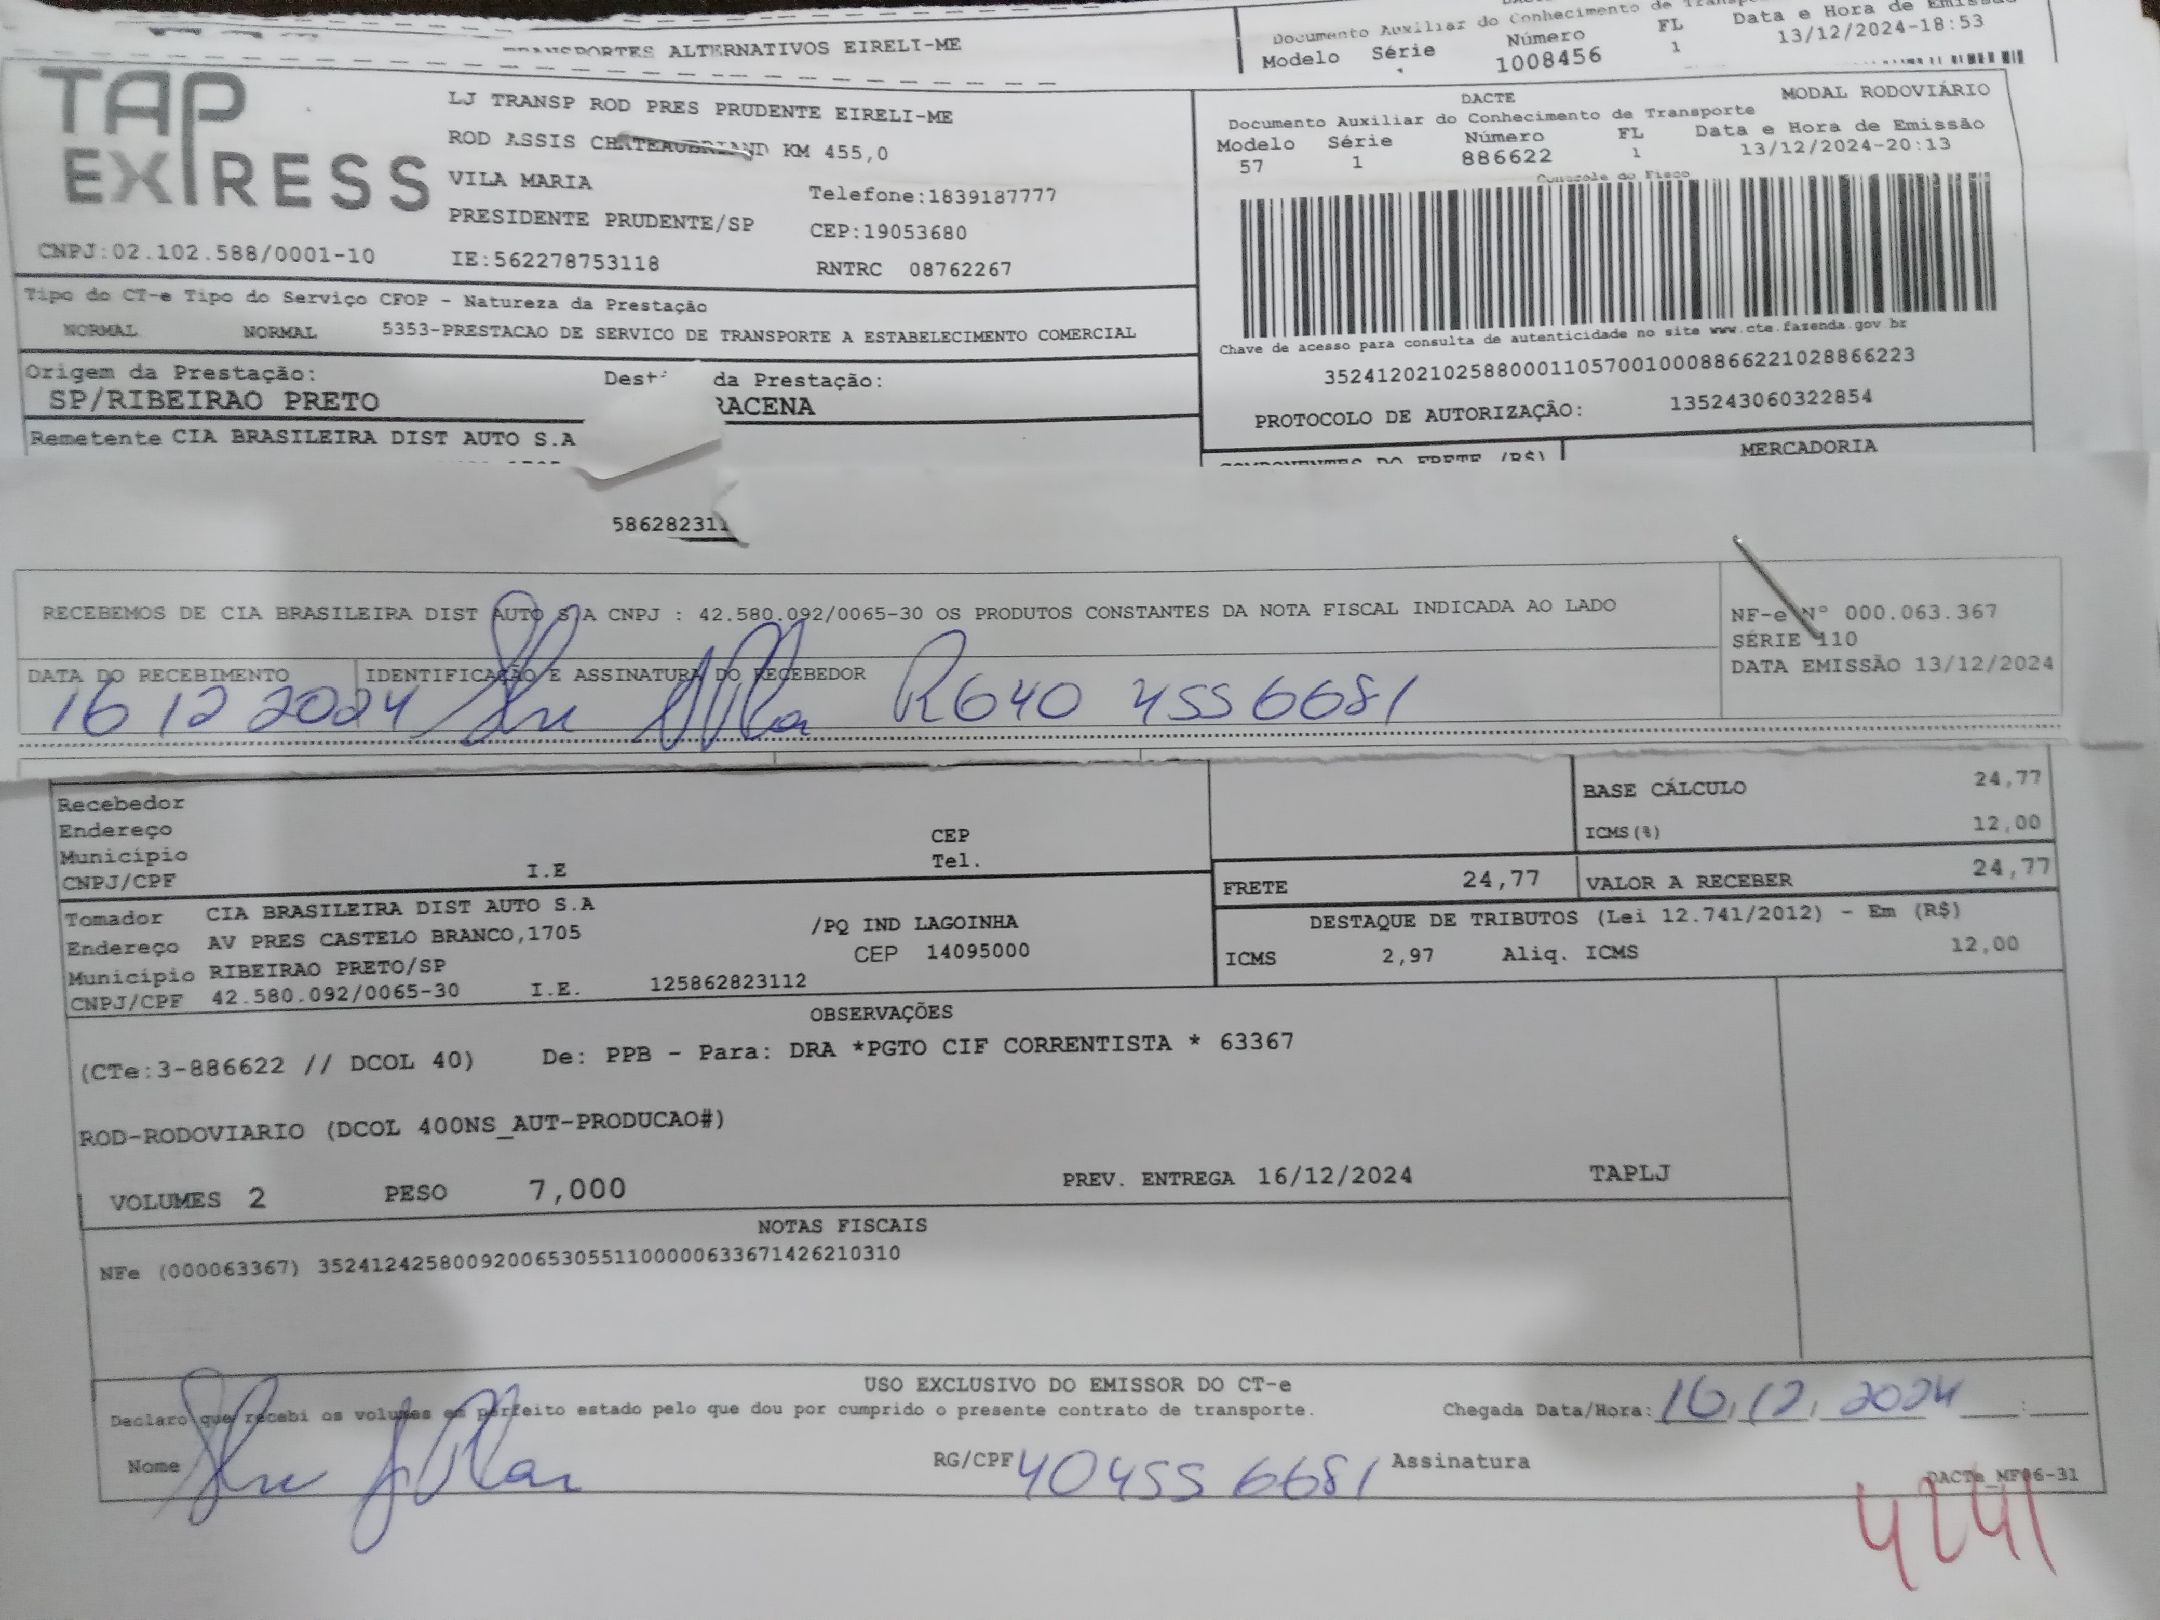 TRANSPORTES ALTERNATIVOS EIRELI-ME
Documento Auxiliar do Conhecimento de
Modelo Série Número FL Data e Hora de Emissão
1008456 1 13/12/2024-18:53
TAP EXPRESS
LJ TRANSP ROD PRES PRUDENTE EIRELI-ME
ROD ASSIS CHATEAUBRIAND KM 455,0
VILA MARIA Telefone:1839187777
PRESIDENTE PRUDENTE/SP CEP:19053680
CNPJ:02.102.588/0001-10 IE:562278753118 RNTRC 08762267
DACTE MODAL RODOVIÁRIO
Documento Auxiliar do Conhecimento de Transporte
Modelo Série Número FL Data e Hora de Emissão
57 1 886622 1 13/12/2024-20:13
Controle do Fisco
Chave de acesso para consulta de autenticidade no site www.cte.fazenda.gov.br
35241202102588000110570010008866221028866223
PROTOCOLO DE AUTORIZAÇÃO: 135243060322854
Tipo do CT-e Tipo do Serviço CFOP - Natureza da Prestação
NORMAL NORMAL 5353-PRESTACAO DE SERVICO DE TRANSPORTE A ESTABELECIMENTO COMERCIAL
Origem da Prestação: Dest da Prestação:
SP/RIBEIRAO PRETO RACENA
Remetente CIA BRASILEIRA DIST AUTO S.A
COMPONENTES DO FRETE (R$) MERCADORIA
586282311
RECEBEMOS DE CIA BRASILEIRA DIST AUTO S/A CNPJ : 42.580.092/0065-30 OS PRODUTOS CONSTANTES DA NOTA FISCAL INDICADA AO LADO
NF-e Nº 000.063.367
SÉRIE 110
DATA EMISSÃO 13/12/2024
DATA DO RECEBIMENTO IDENTIFICAÇÃO E ASSINATURA DO RECEBEDOR
16 12 2024 RG40 455 6681
Recebedor
Endereço CEP
Município Tel.
CNPJ/CPF I.E
BASE CÁLCULO 24,77
ICMS(%) 12,00
FRETE 24,77 VALOR A RECEBER 24,77
Tomador CIA BRASILEIRA DIST AUTO S.A
Endereço AV PRES CASTELO BRANCO,1705 /PQ IND LAGOINHA
Município RIBEIRAO PRETO/SP CEP 14095000
CNPJ/CPF 42.580.092/0065-30 I.E. 125862823112
DESTAQUE DE TRIBUTOS (Lei 12.741/2012) - Em (R$)
ICMS 2,97 Aliq. ICMS 12,00
OBSERVAÇÕES
(CTe:3-886622 // DCOL 40) De: PPB - Para: DRA *PGTO CIF CORRENTISTA * 63367
ROD-RODOVIARIO (DCOL 400NS_AUT-PRODUCAO#)
VOLUMES 2 PESO 7,000 PREV. ENTREGA 16/12/2024 TAPLJ
NOTAS FISCAIS
NFe (000063367) 35241242580092006530551100000633671426210310
USO EXCLUSIVO DO EMISSOR DO CT-e
Declaro que recebi os volumes em perfeito estado pelo que dou por cumprido o presente contrato de transporte. Chegada Data/Hora: 16, 12, 2024
Nome RG/CPF 40455 6681 Assinatura
DACTe_MF06-31
4241